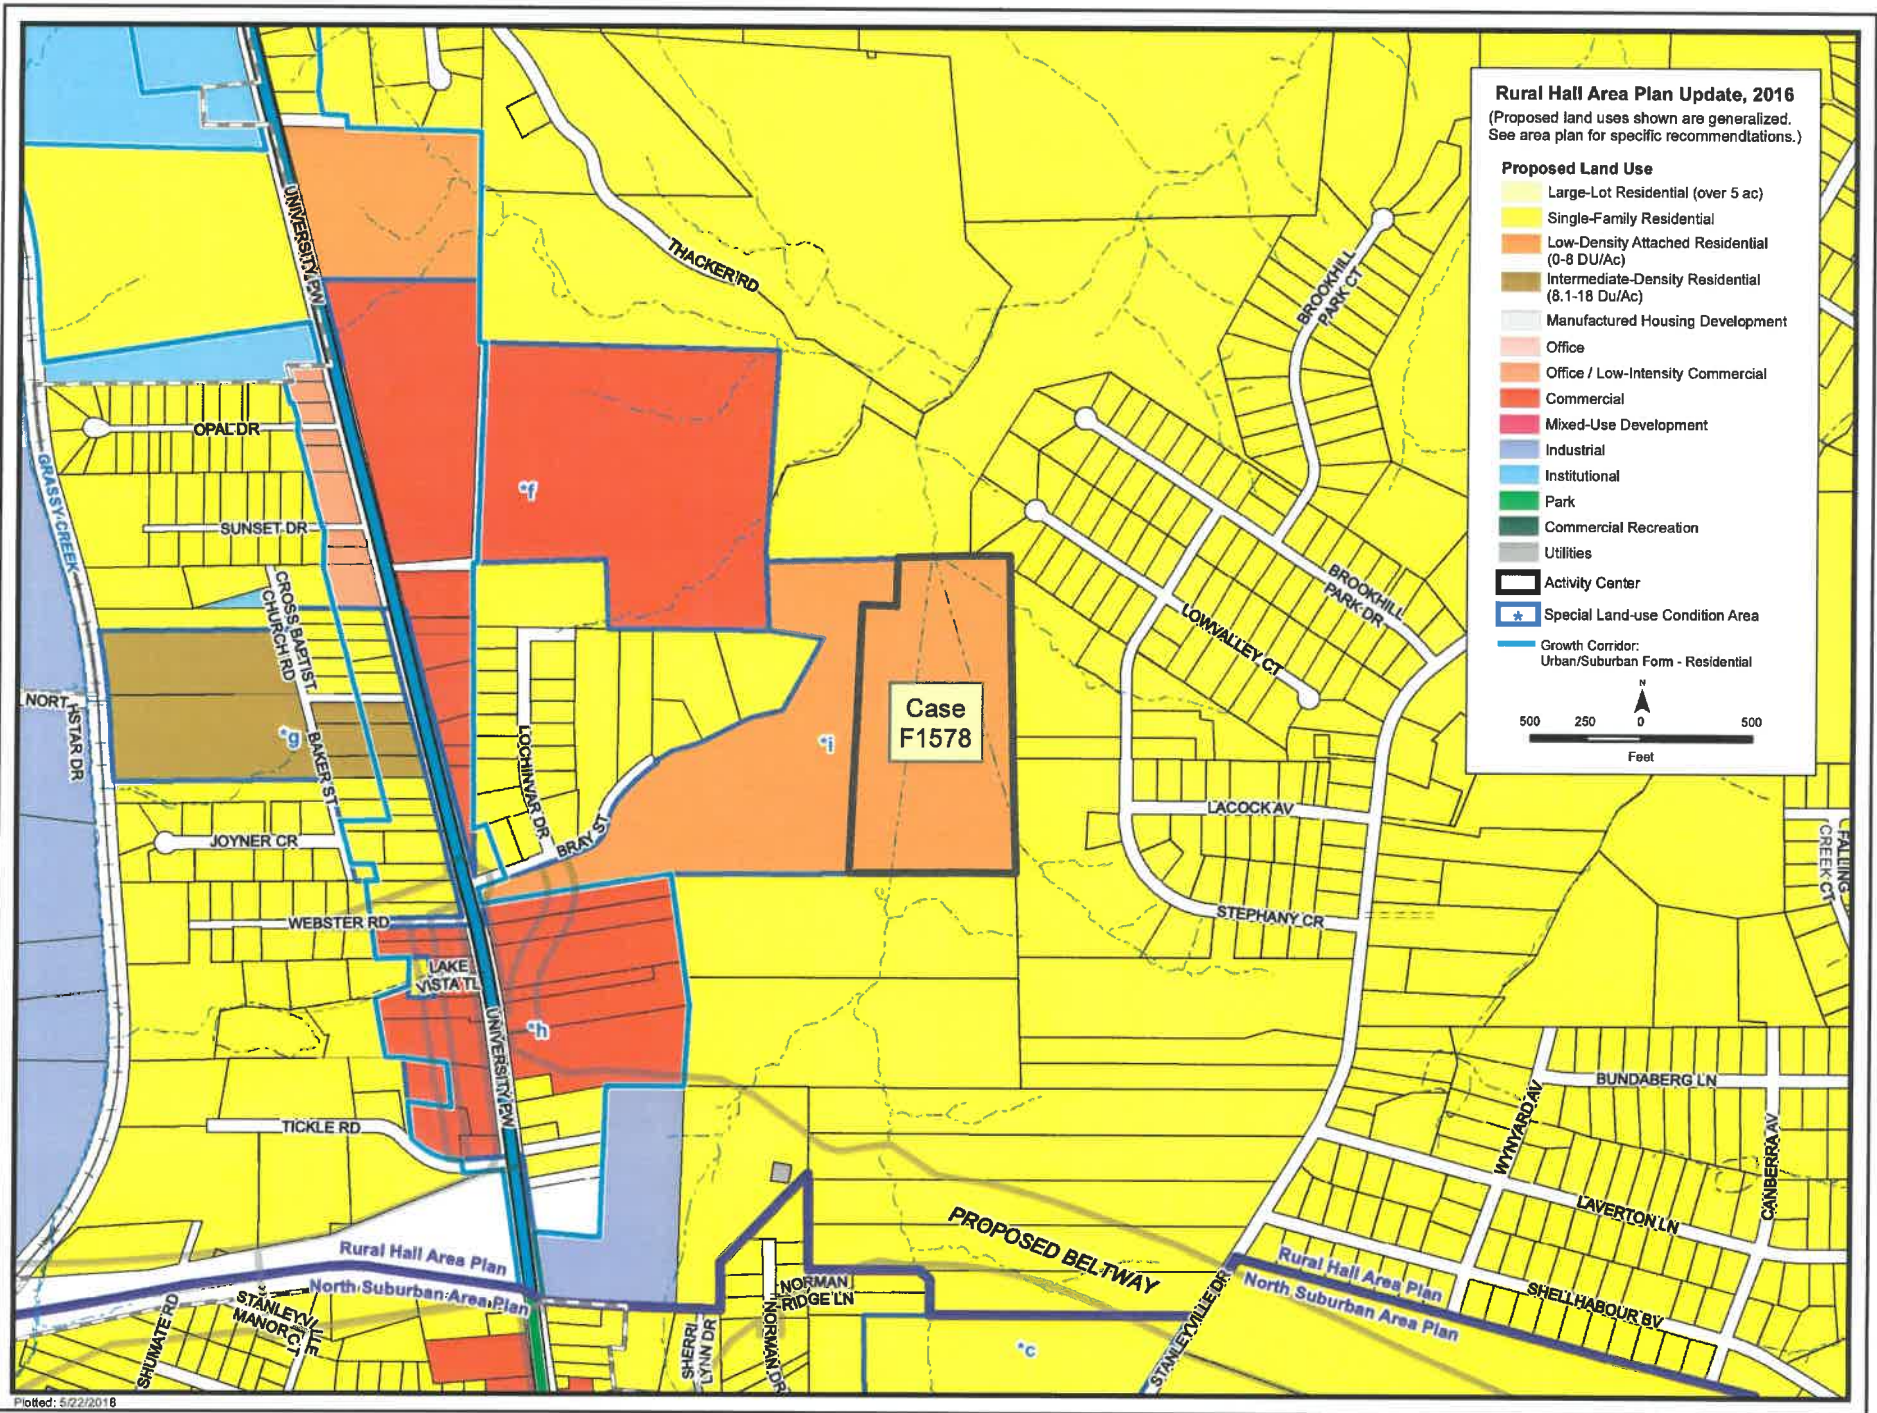 Rural Hall Area Plan Update, 2016
(Proposed land uses shown are generalized.
See area plan for specific recommendtations.)
Proposed Land Use
Large-Lot Residential (over 5 ac)
Single-Family Residential
Low-Density Attached Residential
(0-8 DU/Ac)
Intermediate-Density Residential
(8.1-18 Du/Ac)
Manufactured Housing Development
Office
Office / Low-Intensity Commercial
Commercial
Mixed-Use Development
Industrial
Institutional
Park
Commercial Recreation
Utilities
Activity Center
* Special Land-use Condition Area
Growth Corridor:
Urban/Suburban Form - Residential
N
500 250 0 500
Feet
UNIVERSITY PW
THACKER RD
BROOKHILL
PARK CT
OPAL DR
GRASSY CREEK
*f
SUNSET DR
CROSS BAPTIST
CHURCH RD
BROOKHILL
PARK DR
LOWVALLEY CT
NORTHSTAR DR
*g
BAKER ST
LOCHINVAR DR
*i
Case
F1578
BRAY ST
LACOCK AV
JOYNER CR
FALLING
CREEK CT
WEBSTER RD
STEPHANY CR
LAKE
VISTA TL
UNIVERSITY PW
*h
BUNDABERG LN
WYNYARD AV
CANBERRA AV
TICKLE RD
LAVERTON LN
PROPOSED BELTWAY
Rural Hall Area Plan
North Suburban Area Plan
Rural Hall Area Plan
North Suburban Area Plan
STANLEYVILLE
MANOR CT
SHUMATE RD
NORMAN
RIDGE LN
NORMAN DR
SHERRI
LYNN DR
*c
STANLEYVILLE DR
SHELLHABOUR BV
Plotted: 5/22/2018